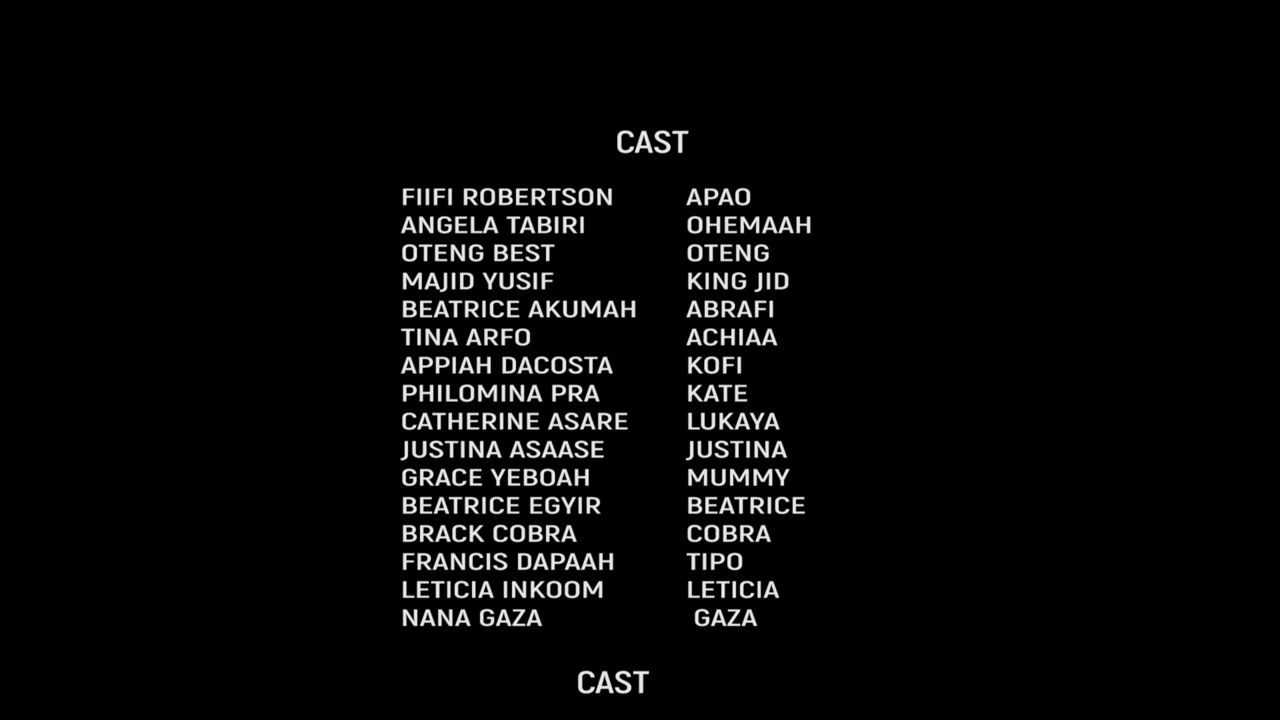 CAST
FIIFI ROBERTSON APAO
ANGELA TABIRI OHEMAAH
OTENG BEST OTENG
MAJID YUSIF KING JID
BEATRICE AKUMAH ABRAFI
TINA ARFO ACHIAA
APPIAH DACOSTA KOFI
PHILOMINA PRA KATE
CATHERINE ASARE LUKAYA
JUSTINA ASAASE JUSTINA
GRACE YEBOAH MUMMY
BEATRICE EGYIR BEATRICE
BRACK COBRA COBRA
FRANCIS DAPAAH TIPO
LETICIA INKOOM LETICIA
NANA GAZA GAZA
CAST